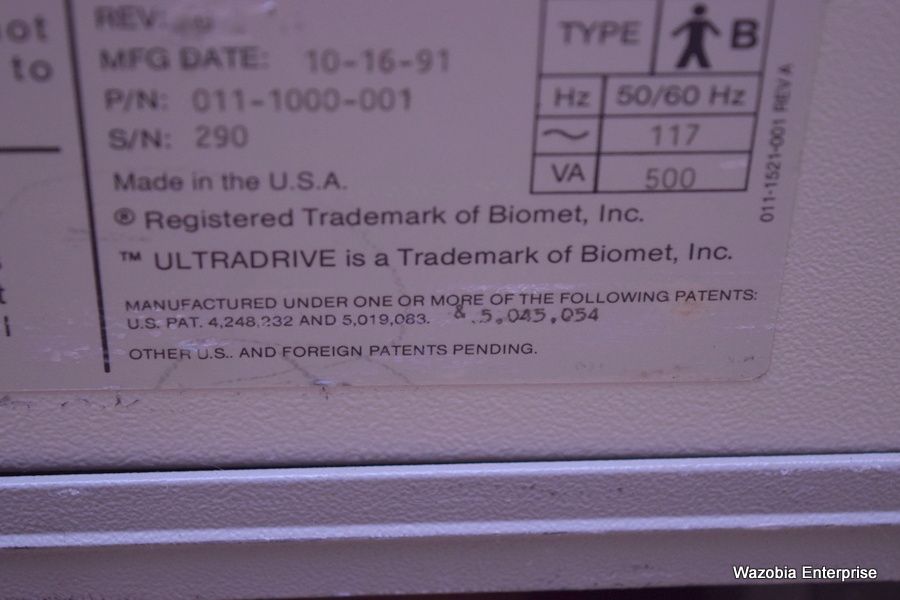 ot
to
t
l
REV:
MFG DATE: 10-16-91
P/N: 011-1000-001
S/N: 290
Made in the U.S.A.
® Registered Trademark of Biomet, Inc.
™ ULTRADRIVE is a Trademark of Biomet, Inc.
MANUFACTURED UNDER ONE OR MORE OF THE FOLLOWING PATENTS:
U.S. PAT. 4,248,232 AND 5,019,083. & 5,045,054
OTHER U.S.. AND FOREIGN PATENTS PENDING.
TYPE B
Hz 50/60 Hz
~ 117
VA 500
011-1521-001 REV A
Wazobia Enterprise